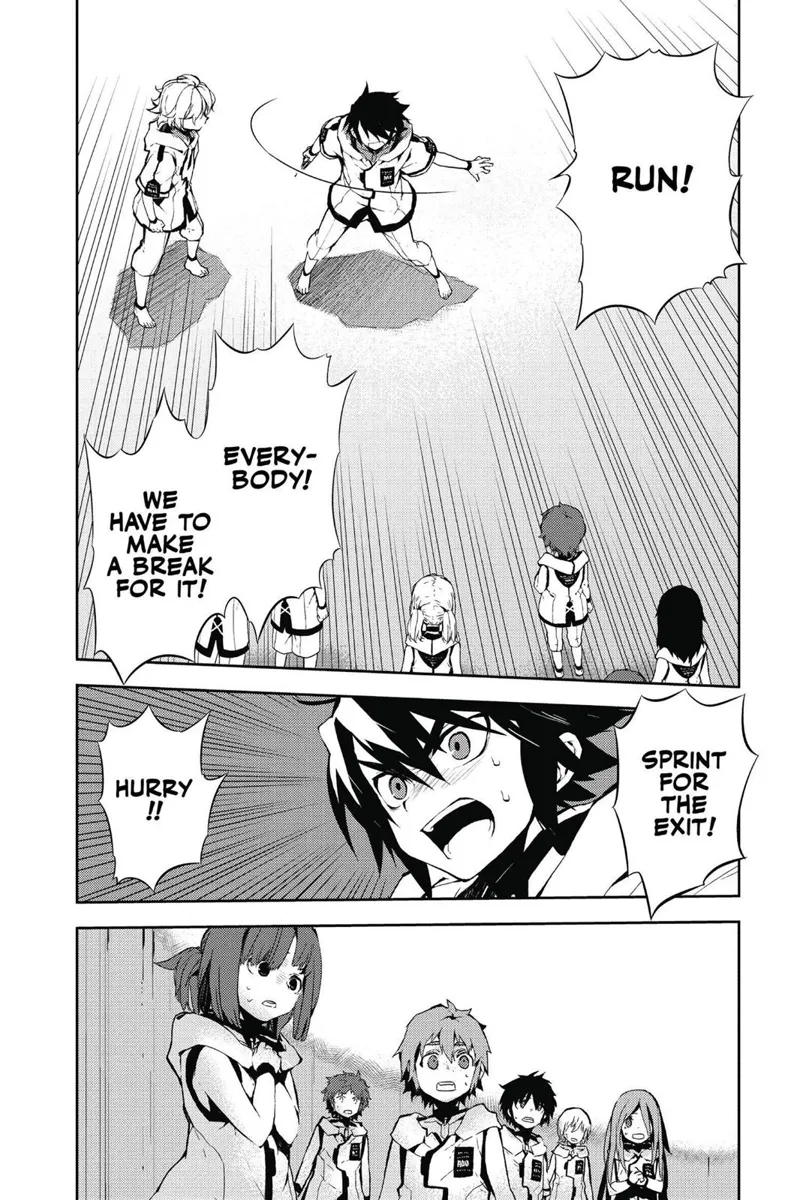 RUN!
EVERY-
BODY!
WE
HAVE TO
MAKE
A BREAK
FOR IT!
SPRINT
FOR
THE
EXIT!
HURRY
!!